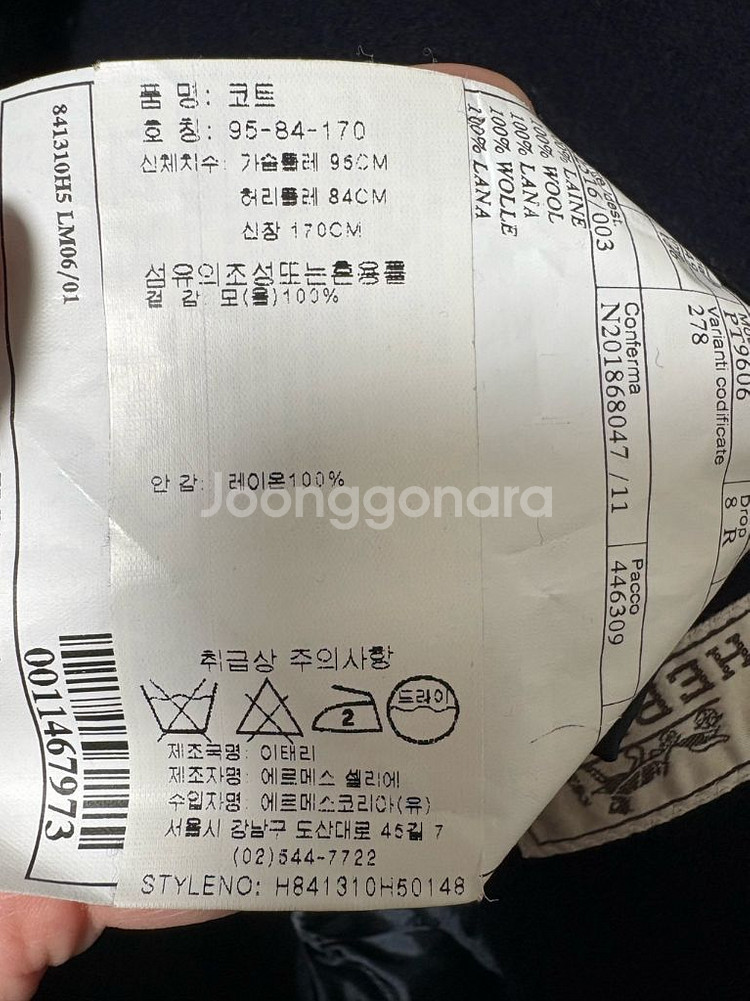 품 명: 코트
호 칭: 95-84-170
신체치수: 가슴둘레 95CM
허리둘레 84CM
신장 170CM
섬유의조성또는혼용률
겉 감: 모(울)100%
안 감: 레이온100%
취급상 주의사항
2
드라이
제조국명: 이태리
제조자명: 에르메스 셀리에
수입자명: 에르메스코리아(유)
서울시 강남구 도산대로 45길 7
(02)544-7722
STYLENO: H841310H50148
841310H5 LM06/01
0011467973
100% LAINE
100% WOOL
100% LANA
100% WOLLE
100% LANA
/003
Conferma
N201868047 /11
Pacco
446309
Varianti codificate
278
Drop
8 R
Joonggonara